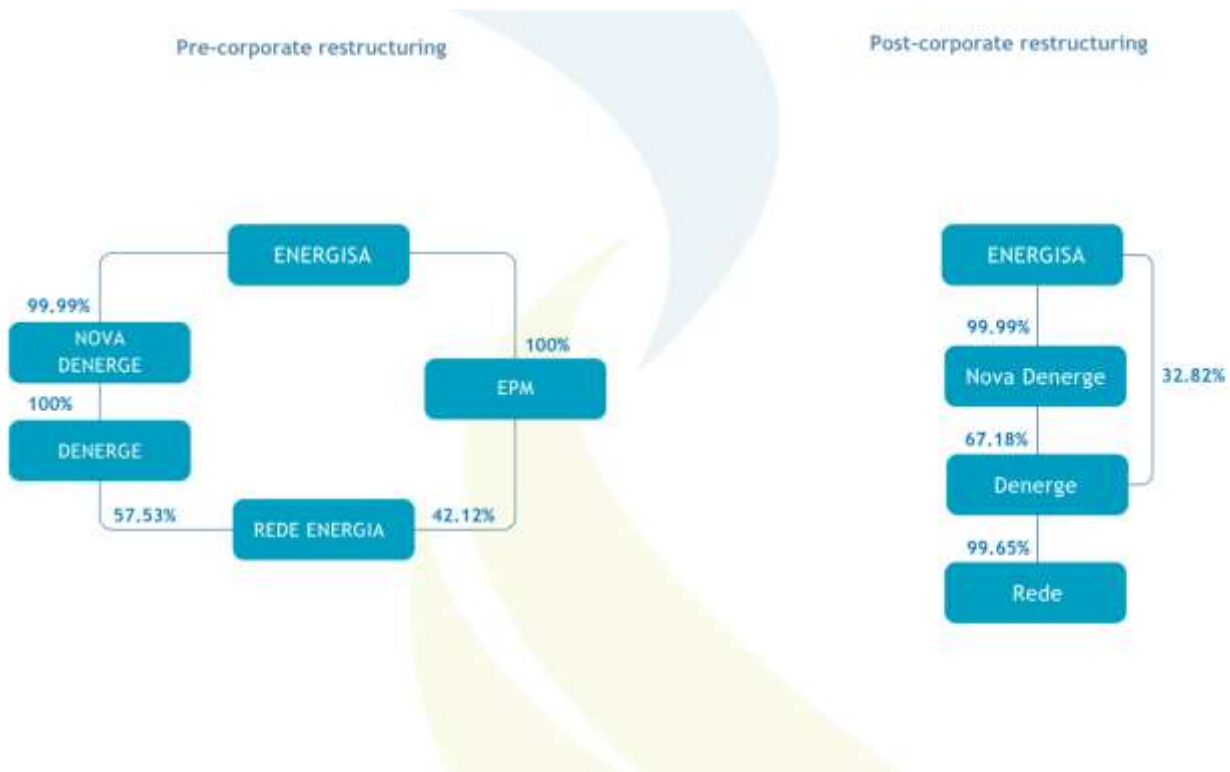 Pre-corporate restructuring
Post-corporate restructuring
ENERGISA
99.99%
NOVA
DENERGE
100%
EPM
100%
DENERGE
57.53%
REDE ENERGIA
42.12%
ENERGISA
99.99%
Nova Denerge
32.82%
67.18%
Denerge
99.65%
Rede